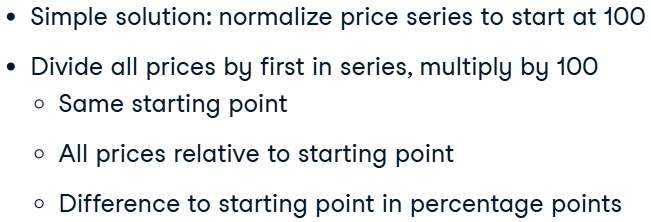 • Simple solution: normalize price series to start at 100
• Divide all prices by first in series, multiply by 100
○ Same starting point
○ All prices relative to starting point
○ Difference to starting point in percentage points